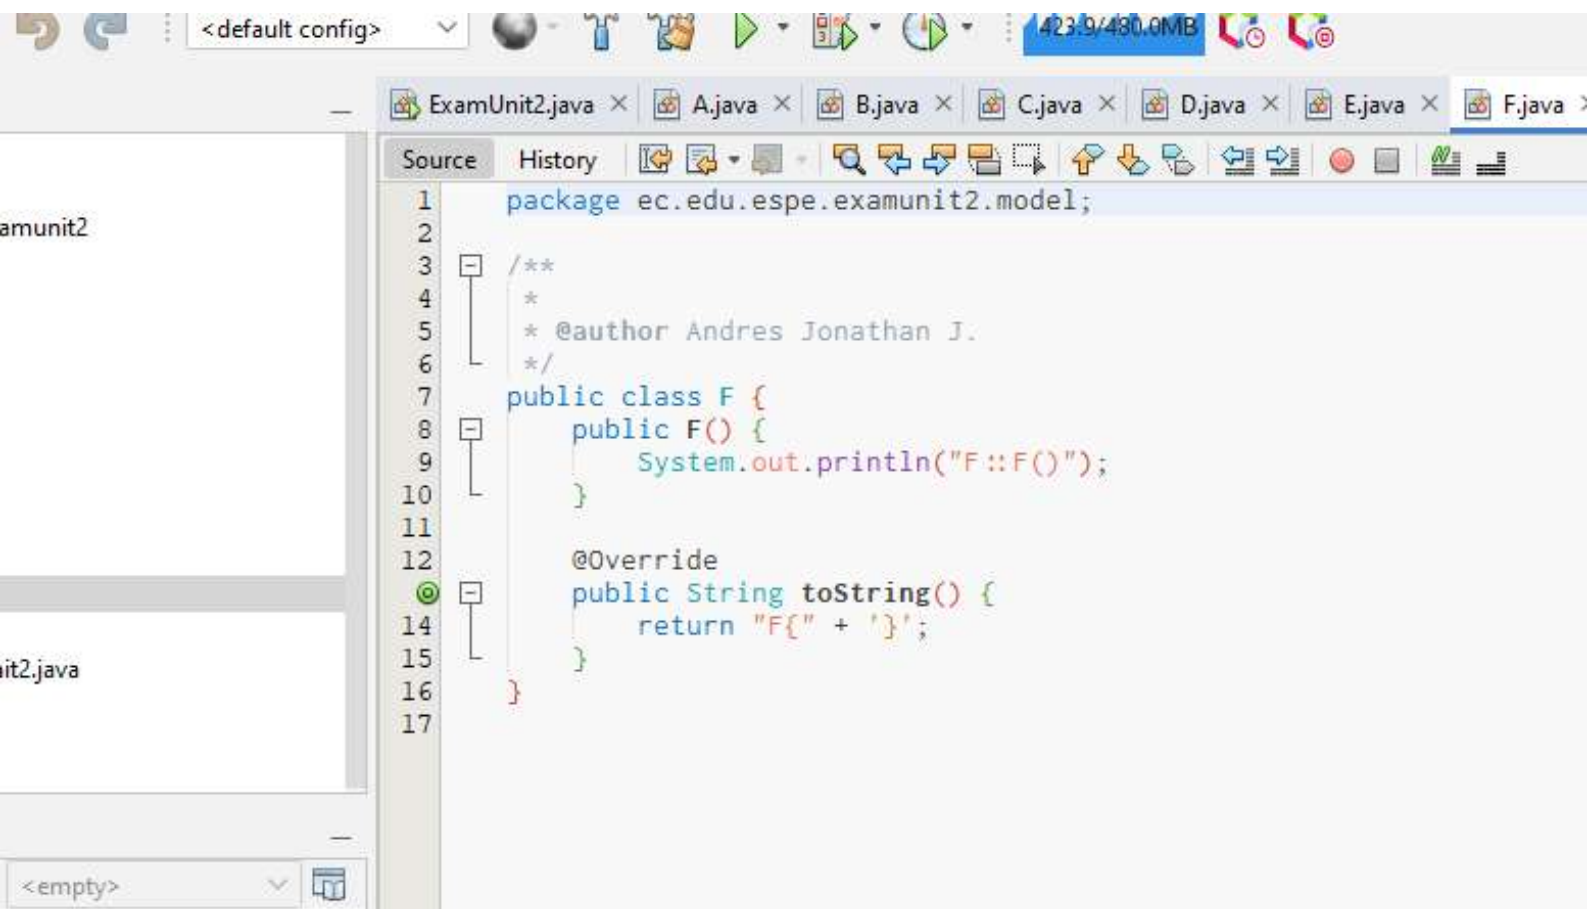 <default config>
423.9/480.0MB
ExamUnit2.java
A.java
B.java
C.java
D.java
E.java
F.java
Source
History
amunit2
it2.java
<empty>
1 package ec.edu.espe.examunit2.model;
2
3 /**
4 *
5 * @author Andres Jonathan J.
6 */
7 public class F {
8 public F() {
9 System.out.println("F::F()");
10 }
11
12 @Override
public String toString() {
14 return "F{" + '}';
15 }
16 }
17